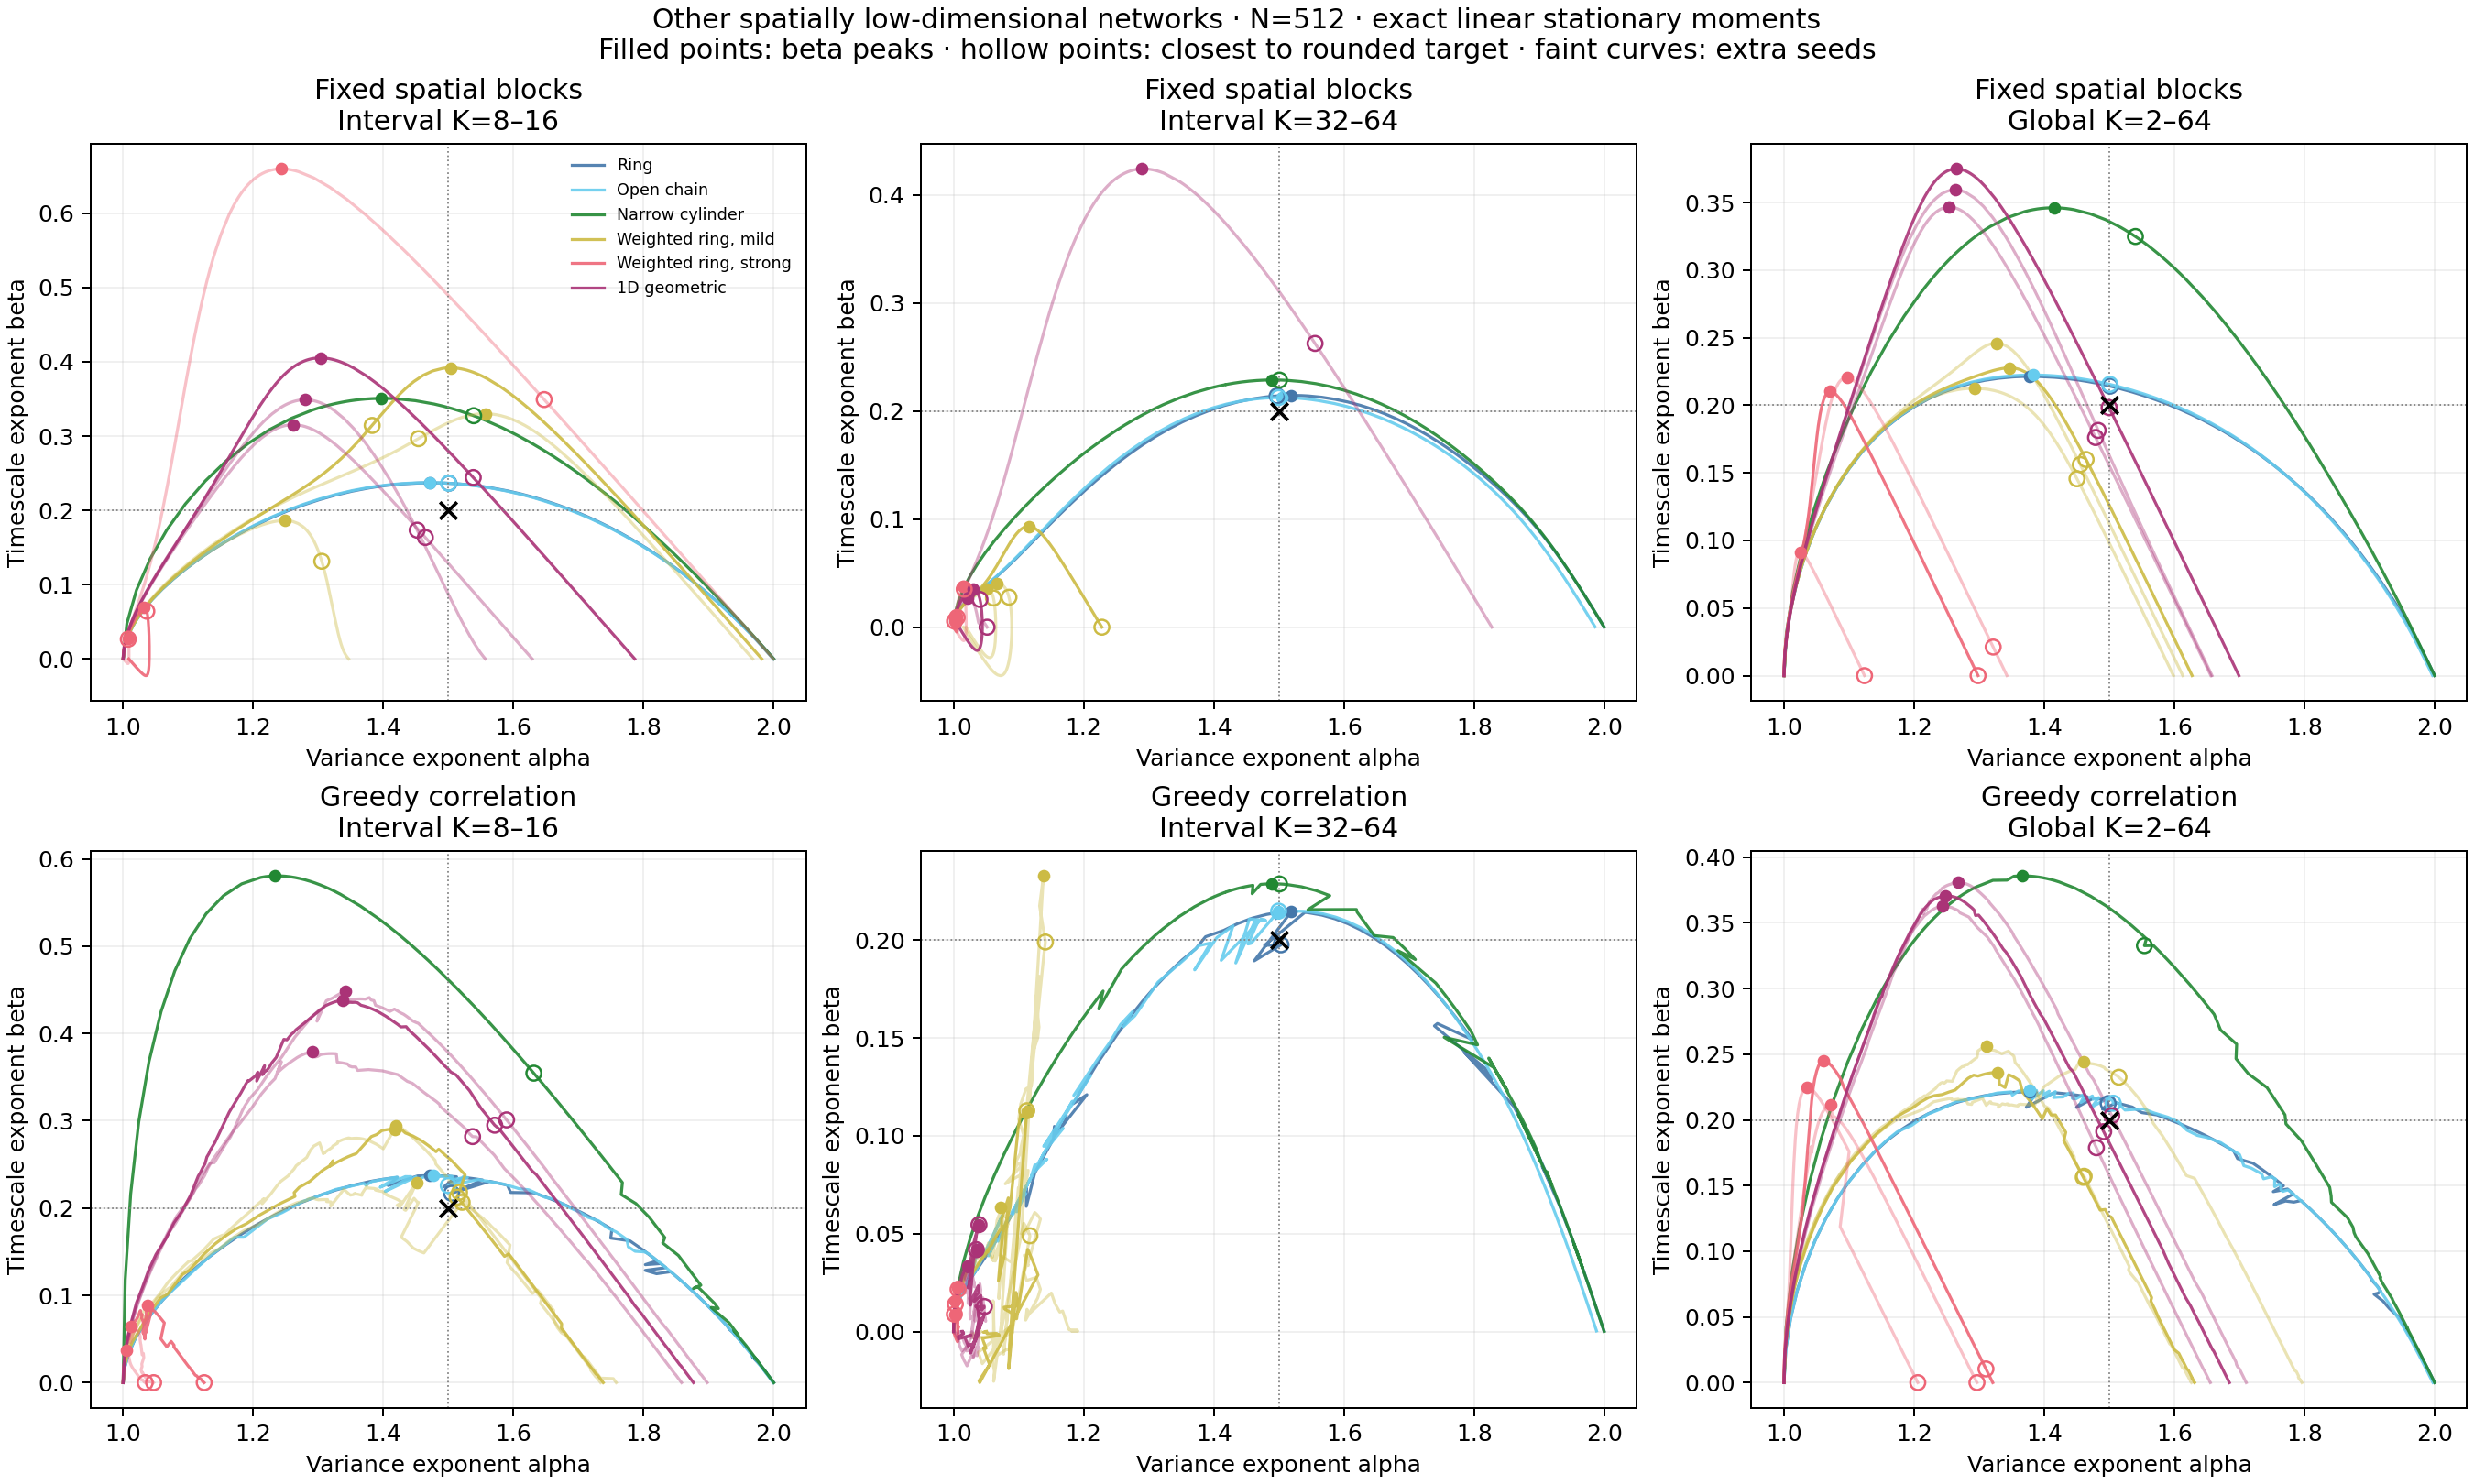 Other spatially low-dimensional networks · N=512 · exact linear stationary moments
Filled points: beta peaks · hollow points: closest to rounded target · faint curves: extra seeds
Fixed spatial blocks
Interval K=8–16
Timescale exponent beta
0.6
0.5
0.4
0.3
0.2
0.1
0.0
Ring
Open chain
Narrow cylinder
Weighted ring, mild
Weighted ring, strong
1D geometric
1.0 1.2 1.4 1.6 1.8 2.0
Variance exponent alpha
Fixed spatial blocks
Interval K=32–64
Timescale exponent beta
0.4
0.3
0.2
0.1
0.0
1.0 1.2 1.4 1.6 1.8 2.0
Variance exponent alpha
Fixed spatial blocks
Global K=2–64
Timescale exponent beta
0.35
0.30
0.25
0.20
0.15
0.10
0.05
0.00
1.0 1.2 1.4 1.6 1.8 2.0
Variance exponent alpha
Greedy correlation
Interval K=8–16
Timescale exponent beta
0.6
0.5
0.4
0.3
0.2
0.1
0.0
1.0 1.2 1.4 1.6 1.8 2.0
Variance exponent alpha
Greedy correlation
Interval K=32–64
Timescale exponent beta
0.20
0.15
0.10
0.05
0.00
1.0 1.2 1.4 1.6 1.8 2.0
Variance exponent alpha
Greedy correlation
Global K=2–64
Timescale exponent beta
0.40
0.35
0.30
0.25
0.20
0.15
0.10
0.05
0.00
1.0 1.2 1.4 1.6 1.8 2.0
Variance exponent alpha